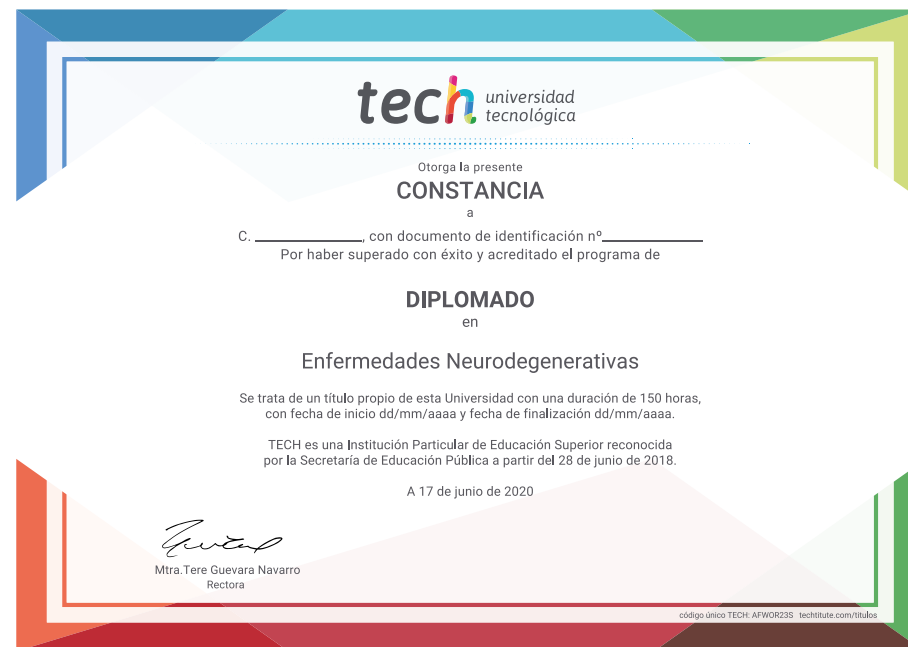 tech universidad
tecnológica
Otorga la presente
CONSTANCIA
a
C. ______________, con documento de identificación nº______________
Por haber superado con éxito y acreditado el programa de
DIPLOMADO
en
Enfermedades Neurodegenerativas
Se trata de un título propio de esta Universidad con una duración de 150 horas,
con fecha de inicio dd/mm/aaaa y fecha de finalización dd/mm/aaaa.
TECH es una Institución Particular de Educación Superior reconocida
por la Secretaría de Educación Pública a partir del 28 de junio de 2018.
A 17 de junio de 2020
Mtra.Tere Guevara Navarro
Rectora
código único TECH: AFWOR23S techtitute.com/titulos